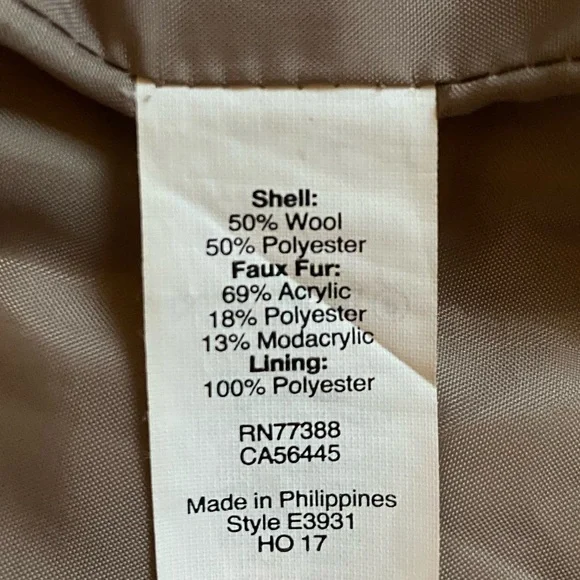 Shell:
50% Wool
50% Polyester
Faux Fur:
69% Acrylic
18% Polyester
13% Modacrylic
Lining:
100% Polyester
RN77388
CA56445
Made in Philippines
Style E3931
HO 17